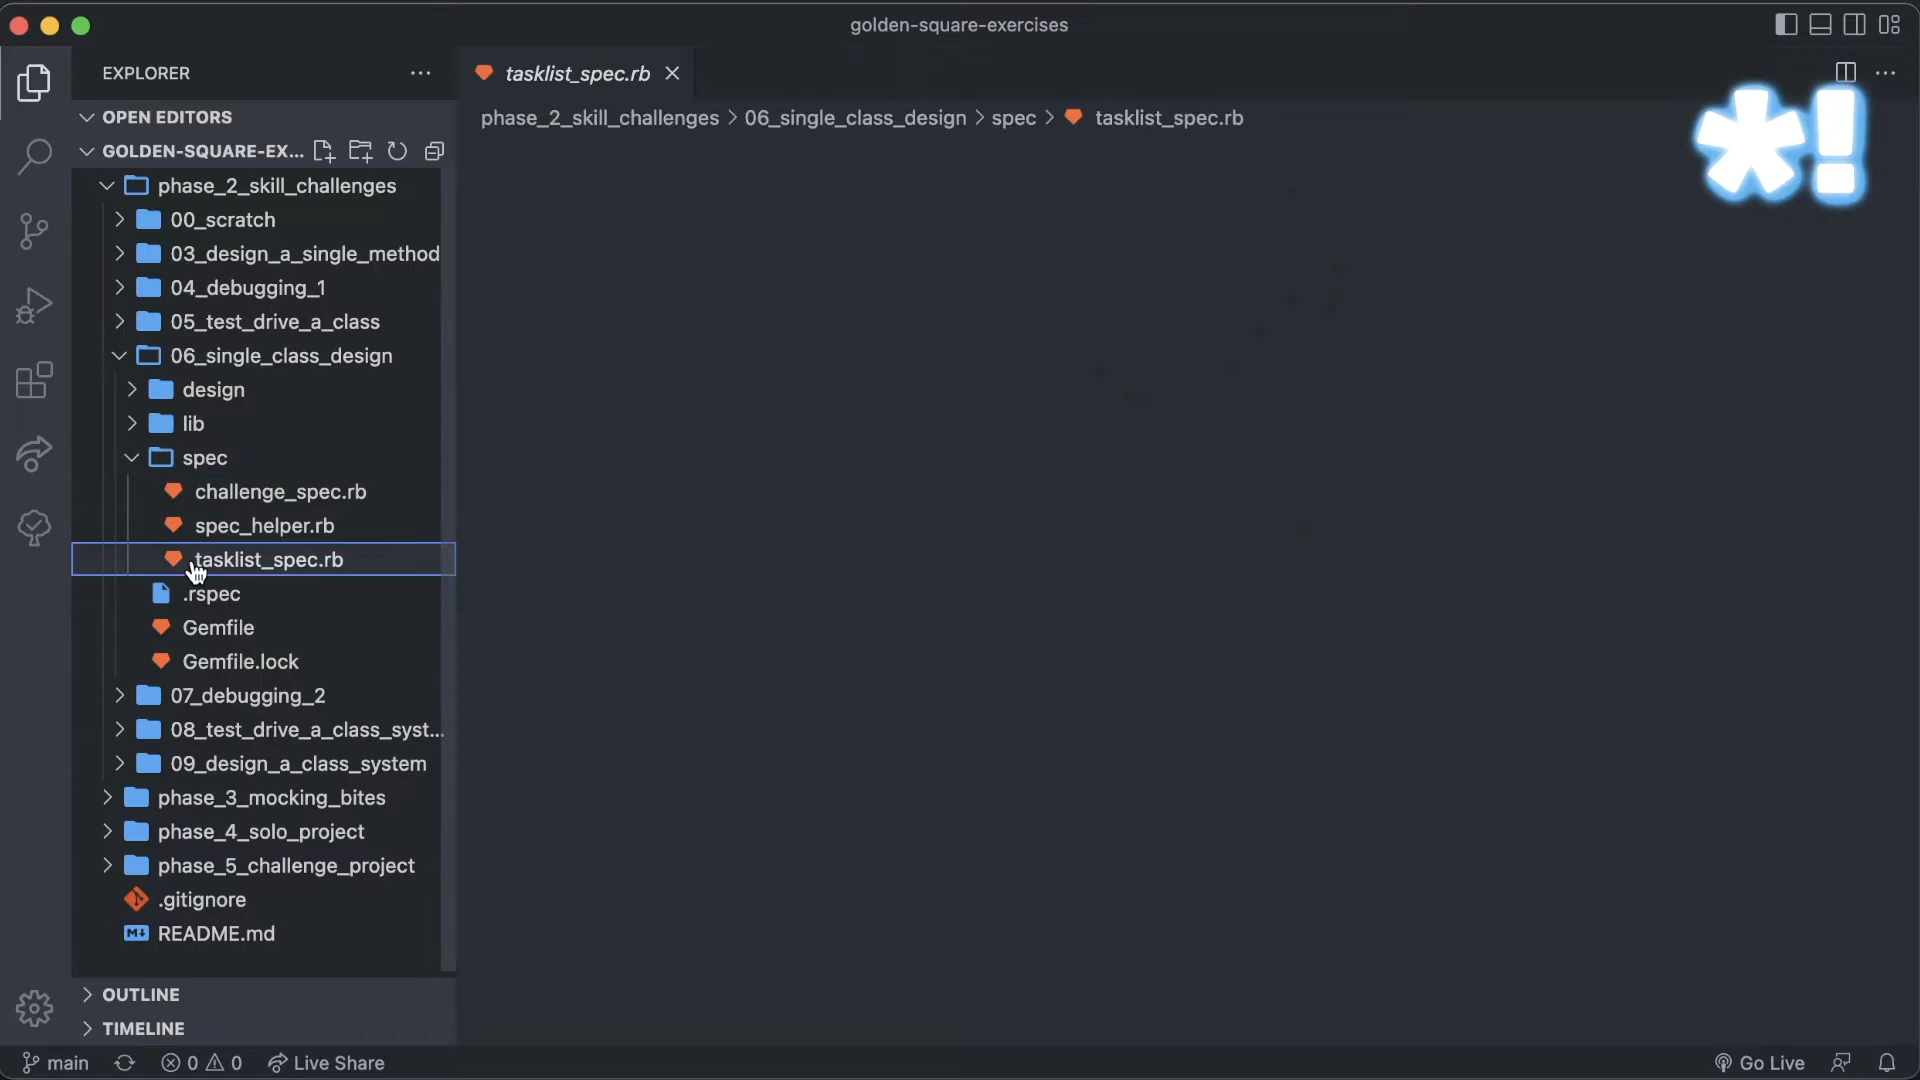 golden-square-exercises
EXPLORER
tasklist_spec.rb
OPEN EDITORS
phase_2_skill_challenges > 06_single_class_design > spec > tasklist_spec.rb
*!
GOLDEN-SQUARE-EX...
phase_2_skill_challenges
00_scratch
03_design_a_single_method
04_debugging_1
05_test_drive_a_class
06_single_class_design
design
lib
spec
challenge_spec.rb
spec_helper.rb
tasklist_spec.rb
.rspec
Gemfile
Gemfile.lock
07_debugging_2
08_test_drive_a_class_syst...
09_design_a_class_system
phase_3_mocking_bites
phase_4_solo_project
phase_5_challenge_project
.gitignore
README.md
OUTLINE
TIMELINE
main 0 0 Live Share Go Live